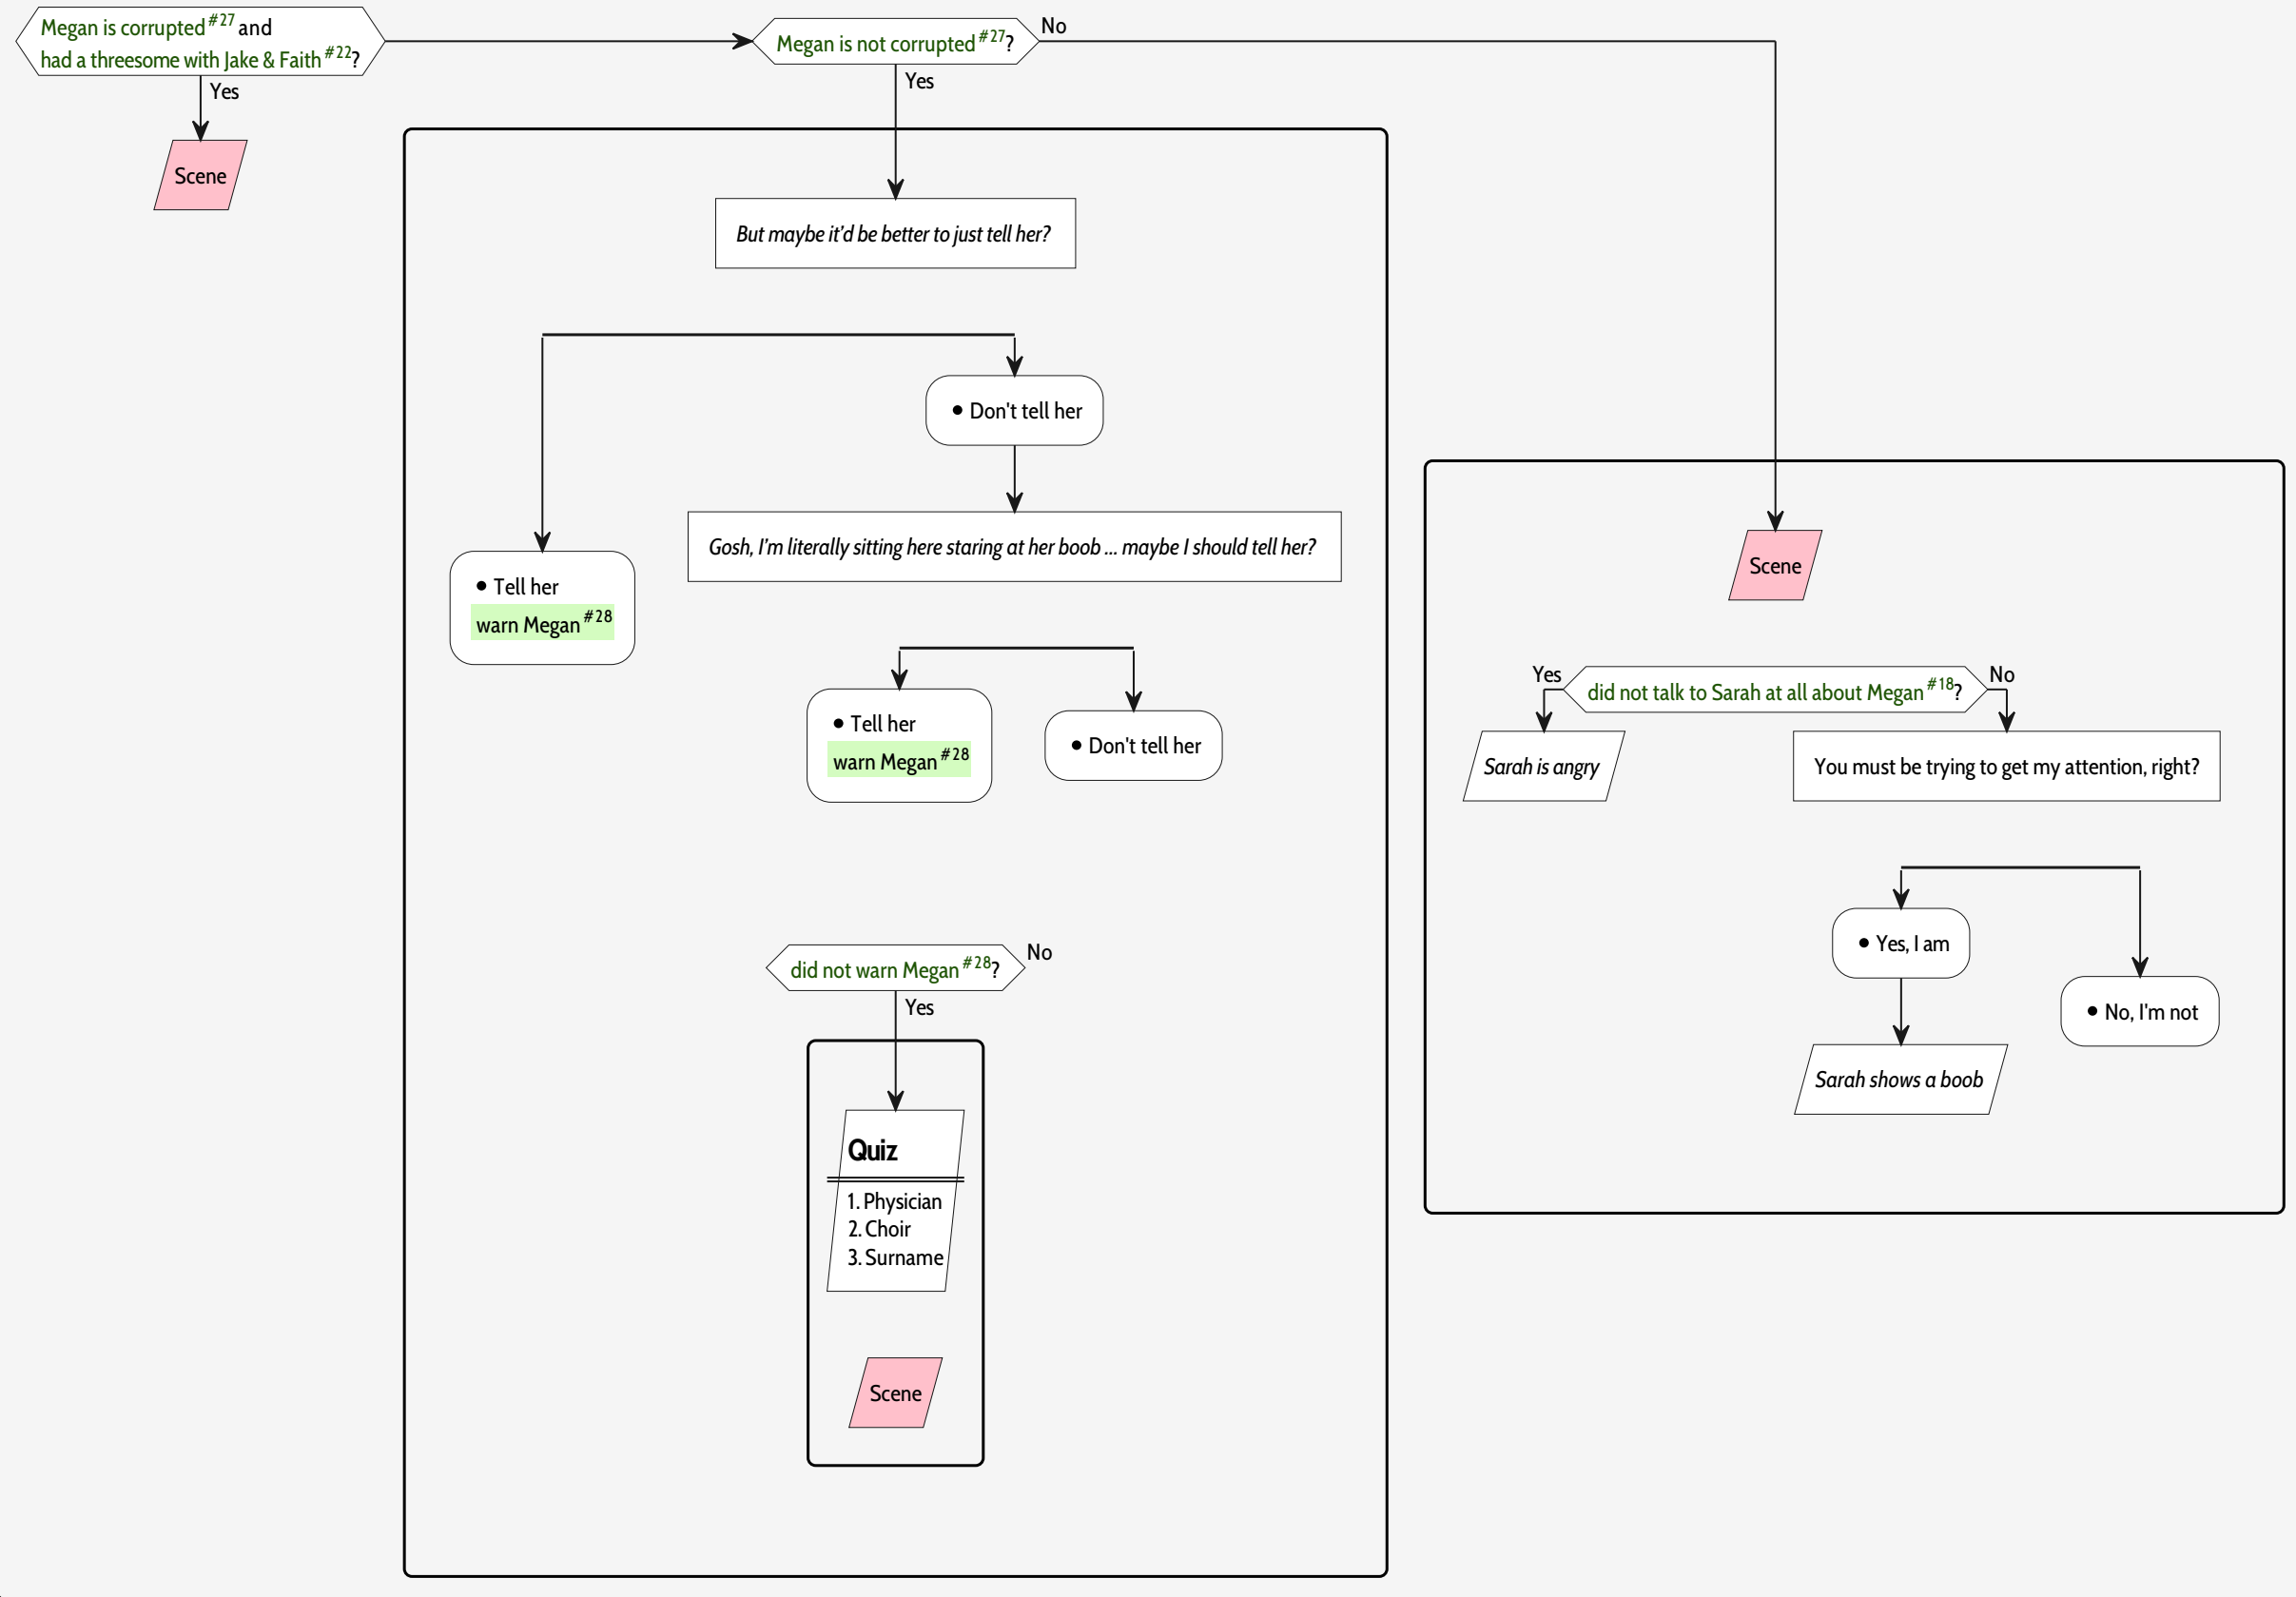 Megan is corrupted #27 and
had a threesome with Jake & Faith #22?
Yes
Scene
Megan is not corrupted #27?
No
Yes
But maybe it'd be better to just tell her?
• Don't tell her
Gosh, I'm literally sitting here staring at her boob ... maybe I should tell her?
• Tell her
warn Megan #28
• Tell her
warn Megan #28
• Don't tell her
did not warn Megan #28?
No
Yes
Quiz
1. Physician
2. Choir
3. Surname
Scene
Scene
Yes
did not talk to Sarah at all about Megan #18?
No
Sarah is angry
You must be trying to get my attention, right?
• Yes, I am
• No, I'm not
Sarah shows a boob